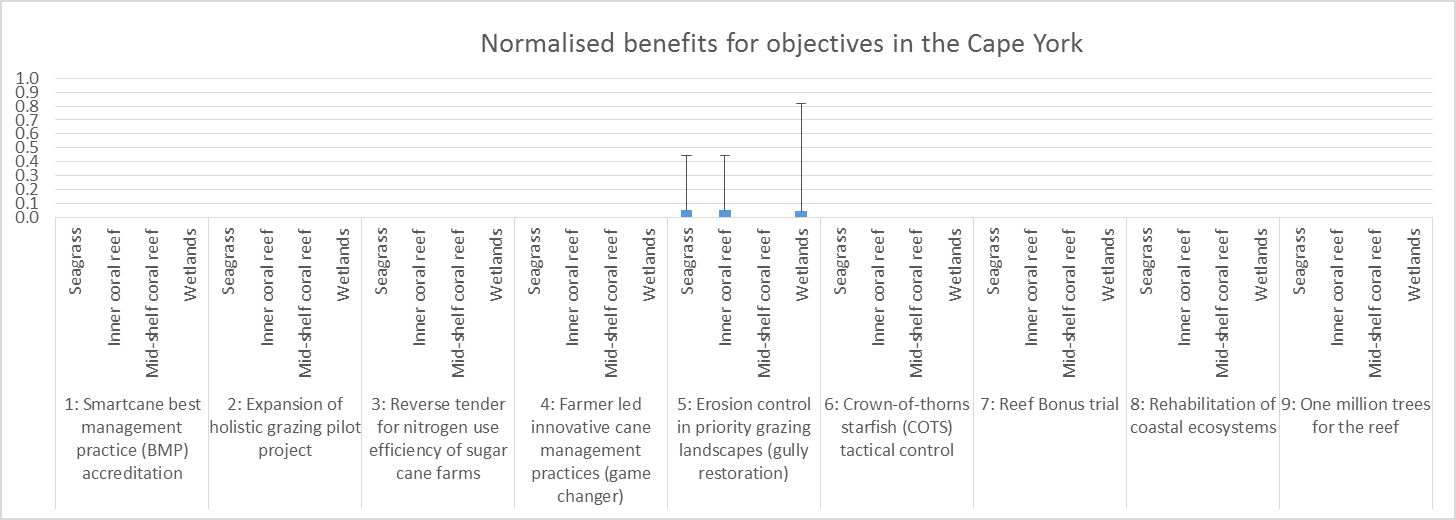 Normalised benefits for objectives in the Cape York
1.0
0.9
0.8
0.7
0.6
0.5
0.4
0.3
0.2
0.1
0.0
Seagrass
Inner coral reef
Mid-shelf coral reef
Wetlands
Seagrass
Inner coral reef
Mid-shelf coral reef
Wetlands
Seagrass
Inner coral reef
Mid-shelf coral reef
Wetlands
Seagrass
Inner coral reef
Mid-shelf coral reef
Wetlands
Seagrass
Inner coral reef
Mid-shelf coral reef
Wetlands
Seagrass
Inner coral reef
Mid-shelf coral reef
Wetlands
Seagrass
Inner coral reef
Mid-shelf coral reef
Wetlands
Seagrass
Inner coral reef
Mid-shelf coral reef
Wetlands
Seagrass
Inner coral reef
Mid-shelf coral reef
Wetlands
1: Smartcane best
management
practice (BMP)
accreditation
2: Expansion of
holistic grazing pilot
project
3: Reverse tender
for nitrogen use
efficiency of sugar
cane farms
4: Farmer led
innovative cane
management
practices (game
changer)
5: Erosion control
in priority grazing
landscapes (gully
restoration)
6: Crown-of-thorns
starfish (COTS)
tactical control
7: Reef Bonus trial
8: Rehabilitation of
coastal ecosystems
9: One million trees
for the reef